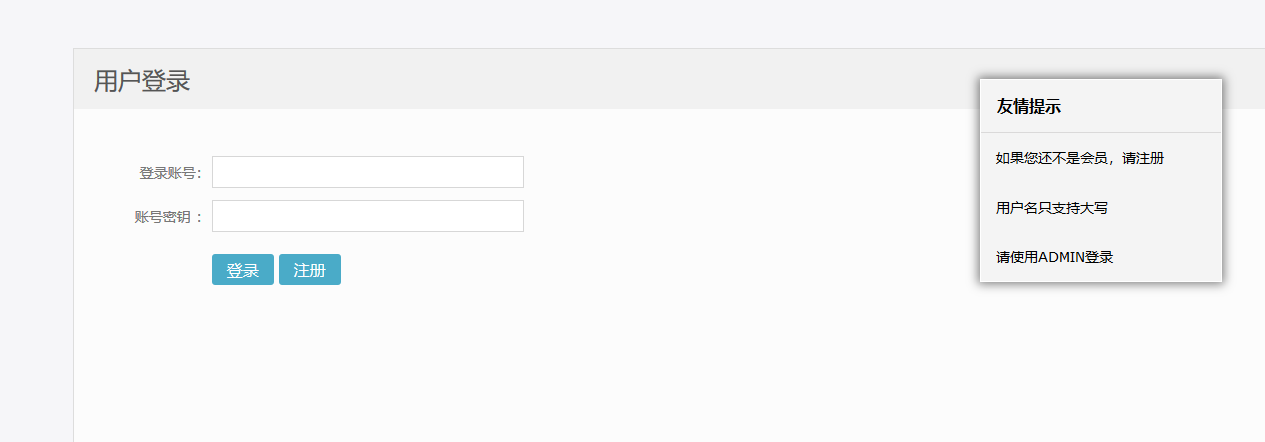 用户登录
登录账号：
账号密钥 ：
登录 注册
友情提示
如果您还不是会员，请注册
用户名只支持大写
请使用ADMIN登录